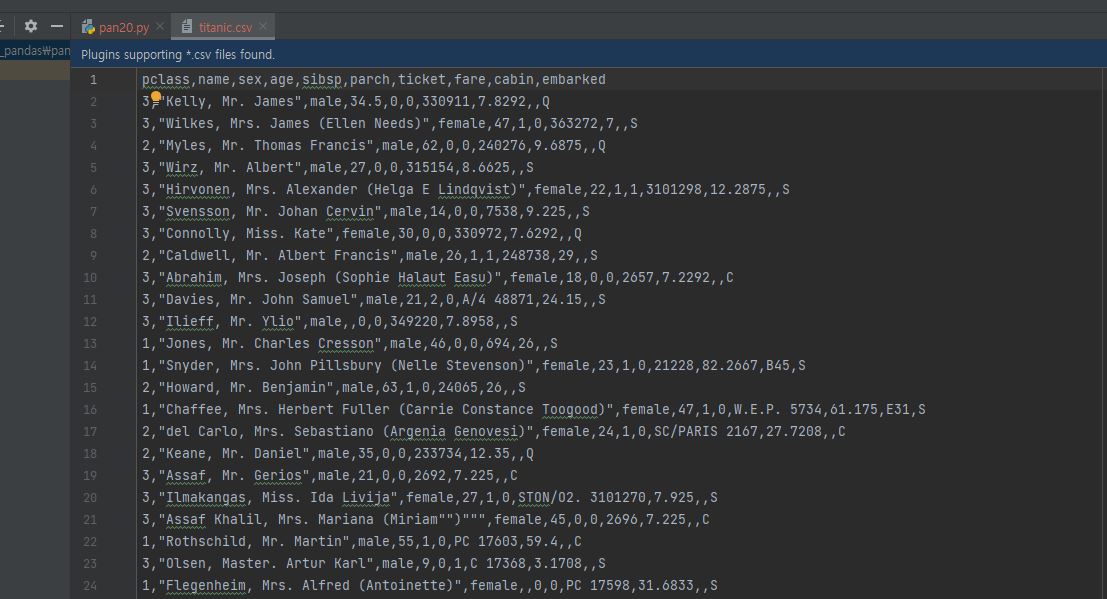 pan20.py titanic.csv
_pandas₩pan
Plugins supporting *.csv files found.
1 pclass,name,sex,age,sibsp,parch,ticket,fare,cabin,embarked
2 3,"Kelly, Mr. James",male,34.5,0,0,330911,7.8292,,Q
3 3,"Wilkes, Mrs. James (Ellen Needs)",female,47,1,0,363272,7,,S
4 2,"Myles, Mr. Thomas Francis",male,62,0,0,240276,9.6875,,Q
5 3,"Wirz, Mr. Albert",male,27,0,0,315154,8.6625,,S
6 3,"Hirvonen, Mrs. Alexander (Helga E Lindqvist)",female,22,1,1,3101298,12.2875,,S
7 3,"Svensson, Mr. Johan Cervin",male,14,0,0,7538,9.225,,S
8 3,"Connolly, Miss. Kate",female,30,0,0,330972,7.6292,,Q
9 2,"Caldwell, Mr. Albert Francis",male,26,1,1,248738,29,,S
10 3,"Abrahim, Mrs. Joseph (Sophie Halaut Easu)",female,18,0,0,2657,7.2292,,C
11 3,"Davies, Mr. John Samuel",male,21,2,0,A/4 48871,24.15,,S
12 3,"Ilieff, Mr. Ylio",male,,0,0,349220,7.8958,,S
13 1,"Jones, Mr. Charles Cresson",male,46,0,0,694,26,,S
14 1,"Snyder, Mrs. John Pillsbury (Nelle Stevenson)",female,23,1,0,21228,82.2667,B45,S
15 2,"Howard, Mr. Benjamin",male,63,1,0,24065,26,,S
16 1,"Chaffee, Mrs. Herbert Fuller (Carrie Constance Toogood)",female,47,1,0,W.E.P. 5734,61.175,E31,S
17 2,"del Carlo, Mrs. Sebastiano (Argenia Genovesi)",female,24,1,0,SC/PARIS 2167,27.7208,,C
18 2,"Keane, Mr. Daniel",male,35,0,0,233734,12.35,,Q
19 3,"Assaf, Mr. Gerios",male,21,0,0,2692,7.225,,C
20 3,"Ilmakangas, Miss. Ida Livija",female,27,1,0,STON/O2. 3101270,7.925,,S
21 3,"Assaf Khalil, Mrs. Mariana (Miriam"")""",female,45,0,0,2696,7.225,,C
22 1,"Rothschild, Mr. Martin",male,55,1,0,PC 17603,59.4,,C
23 3,"Olsen, Master. Artur Karl",male,9,0,1,C 17368,3.1708,,S
24 1,"Flegenheim, Mrs. Alfred (Antoinette)",female,,0,0,PC 17598,31.6833,,S